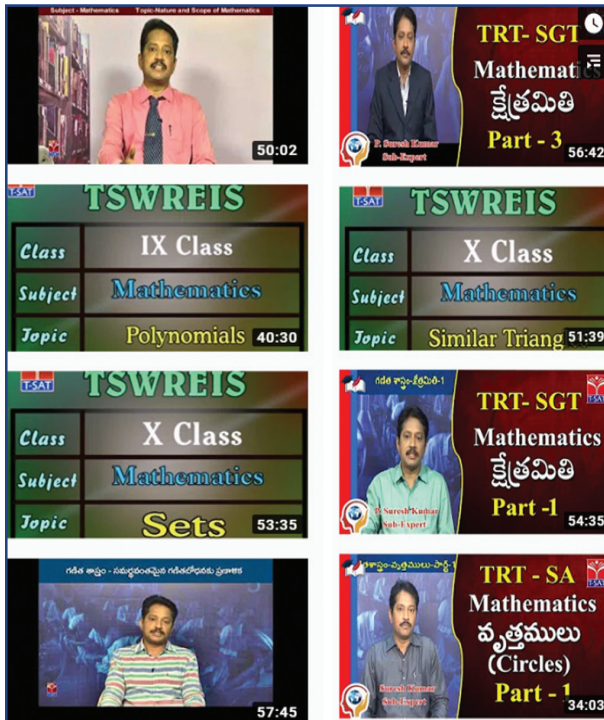 Subject - Mathematics Topic-Nature and Scope of Mathematics
50:02
TRT- SGT
Mathematics
క్షేత్రమితి
Part - 3
P. Suresh Kumar
Sub-Expert
56:42
T-SAT
TSWREIS
Class IX Class
Subject Mathematics
Topic Polynomials
40:30
T-SAT
TSWREIS
Class X Class
Subject Mathematics
Topic Similar Triang
51:39
T-SAT
TSWREIS
Class X Class
Subject Mathematics
Topic Sets
53:35
గణిత శాస్త్రం-క్షేత్రమితి-1
T-SAT
TRT- SGT
Mathematics
క్షేత్రమితి
Part -1
P. Suresh Kumar
Sub-Expert
54:35
గణిత శాస్త్రం - సమర్థవంతమైన గణితబోధనకు ప్రణాళిక
57:45
తశాస్త్రం-వృత్తములు-పార్ట్-1
T-SAT
TRT - SA
Mathematics
వృత్తములు
(Circles)
Part - 1
Suresh Kumar
Sub-Expert
34:03